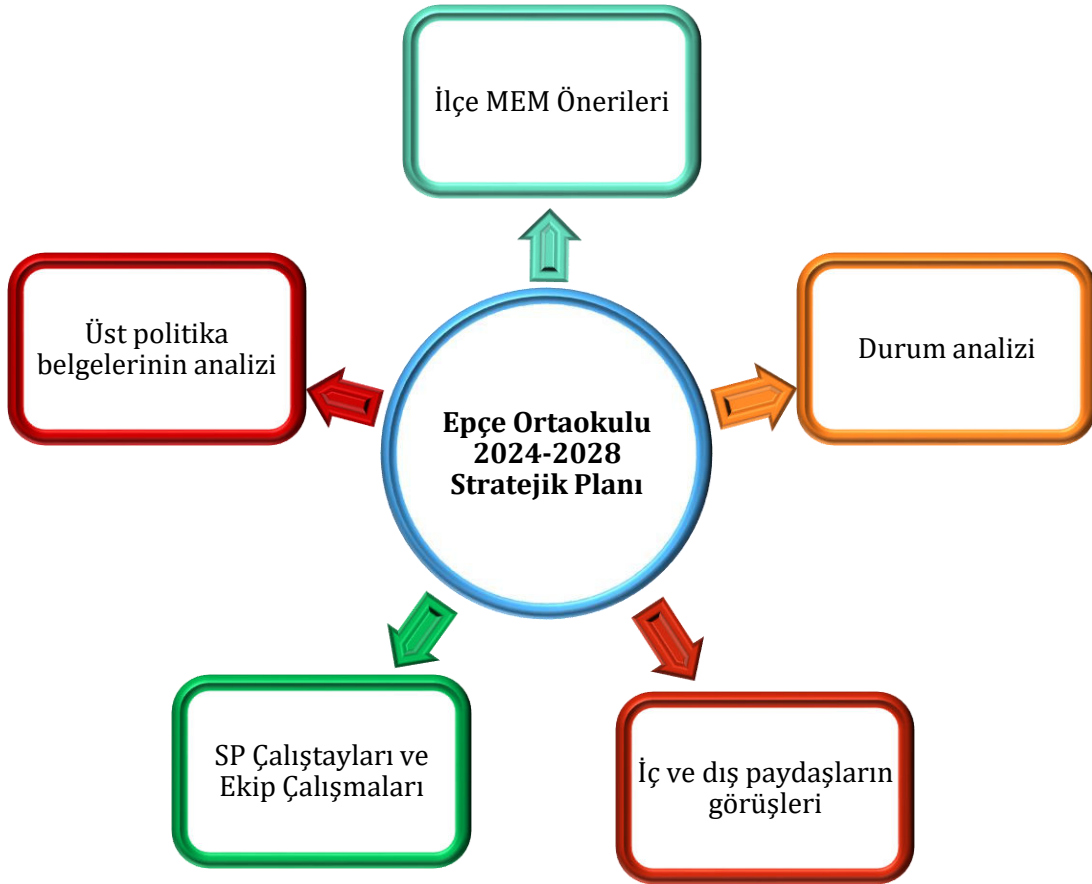 İlçe MEM Önerileri
Üst politika
belgelerinin analizi
Durum analizi
Epçe Ortaokulu
2024-2028
Stratejik Planı
SP Çalıştayları ve
Ekip Çalışmaları
İç ve dış paydaşların
görüşleri